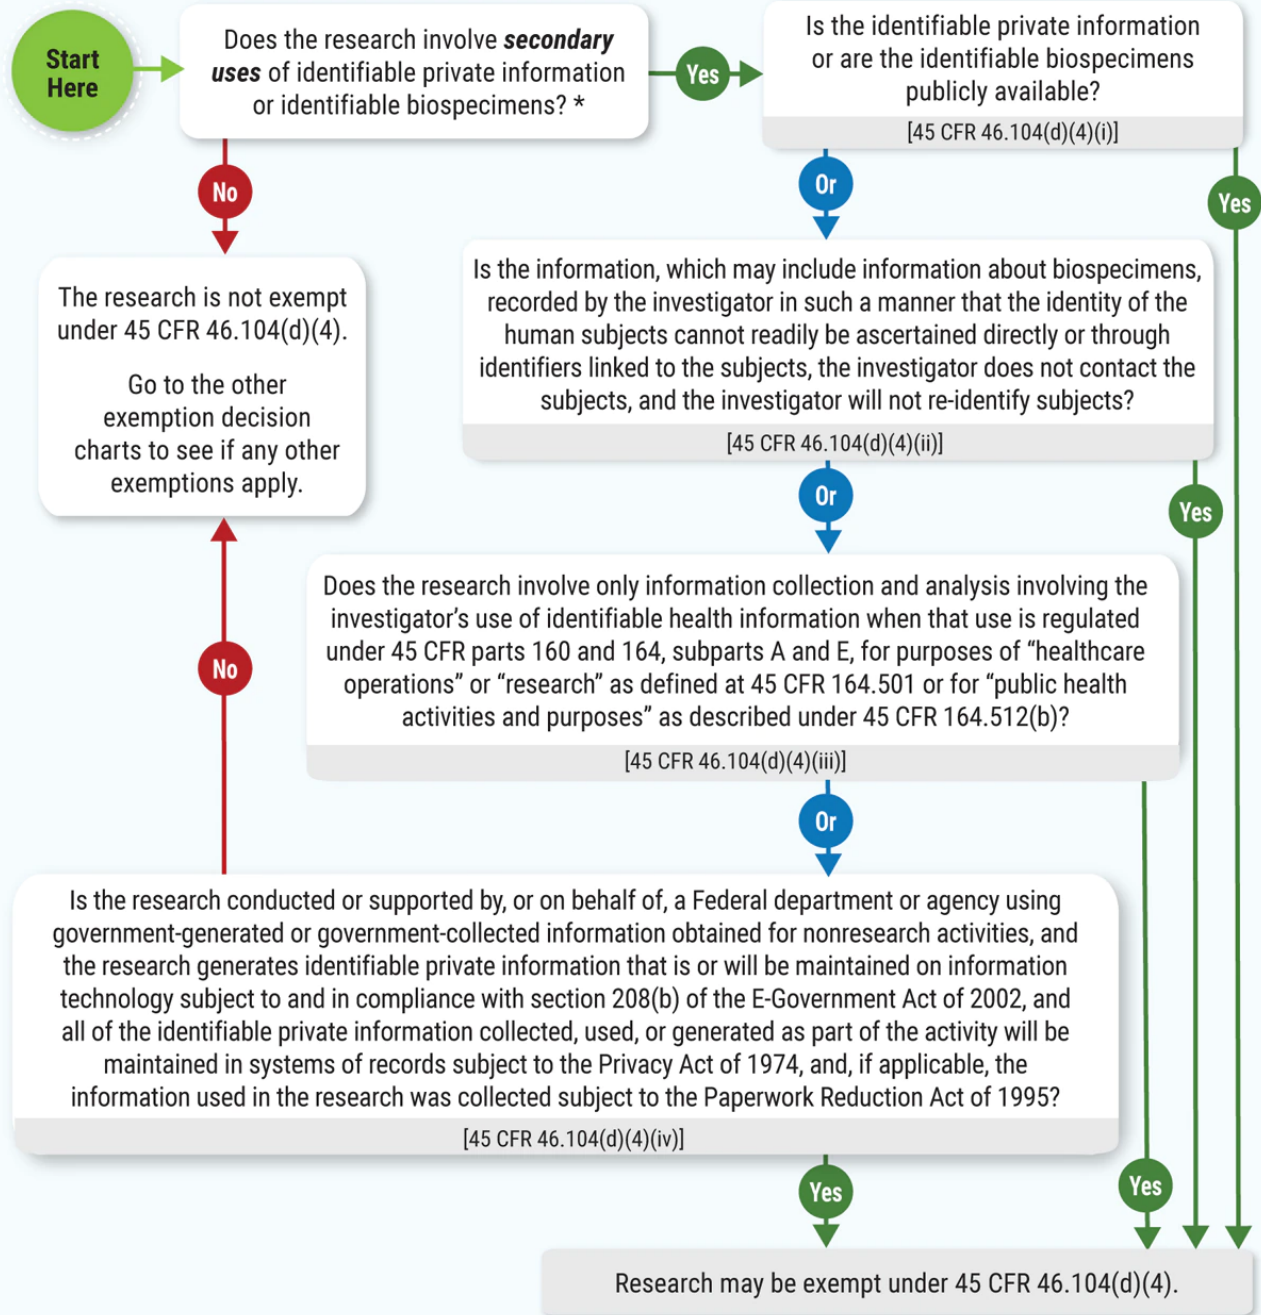 Start
Here
Does the research involve secondary
uses of identifiable private information
or identifiable biospecimens? *
Yes
Is the identifiable private information
or are the identifiable biospecimens
publicly available?
[45 CFR 46.104(d)(4)(i)]
No
Or
Yes
The research is not exempt
under 45 CFR 46.104(d)(4).
Go to the other
exemption decision
charts to see if any other
exemptions apply.
Is the information, which may include information about biospecimens,
recorded by the investigator in such a manner that the identity of the
human subjects cannot readily be ascertained directly or through
identifiers linked to the subjects, the investigator does not contact the
subjects, and the investigator will not re-identify subjects?
[45 CFR 46.104(d)(4)(ii)]
Or
Yes
Does the research involve only information collection and analysis involving the
investigator’s use of identifiable health information when that use is regulated
under 45 CFR parts 160 and 164, subparts A and E, for purposes of “healthcare
operations” or “research” as defined at 45 CFR 164.501 or for “public health
activities and purposes” as described under 45 CFR 164.512(b)?
[45 CFR 46.104(d)(4)(iii)]
No
Or
Is the research conducted or supported by, or on behalf of, a Federal department or agency using
government-generated or government-collected information obtained for nonresearch activities, and
the research generates identifiable private information that is or will be maintained on information
technology subject to and in compliance with section 208(b) of the E-Government Act of 2002, and
all of the identifiable private information collected, used, or generated as part of the activity will be
maintained in systems of records subject to the Privacy Act of 1974, and, if applicable, the
information used in the research was collected subject to the Paperwork Reduction Act of 1995?
[45 CFR 46.104(d)(4)(iv)]
Yes
Yes
Research may be exempt under 45 CFR 46.104(d)(4).